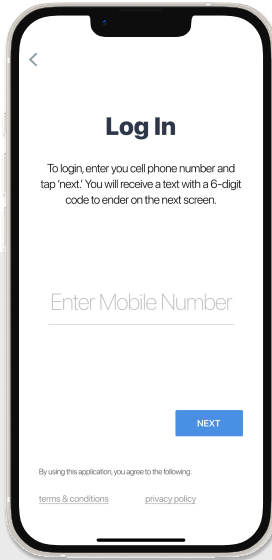 Log In
To login, enter you cell phone number and
tap ‘next.’ You will receive a text with a 6-digit
code to ender on the next screen.
Enter Mobile Number
NEXT
By using this application, you agree to the following.
terms & conditions
privacy policy